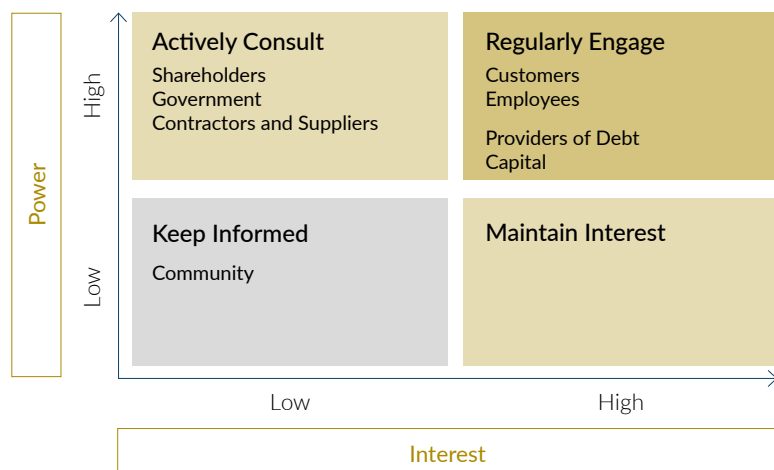 Power
High
Low
Actively Consult
Shareholders
Government
Contractors and Suppliers
Regularly Engage
Customers
Employees
Providers of Debt
Capital
Keep Informed
Community
Maintain Interest
Low
High
Interest